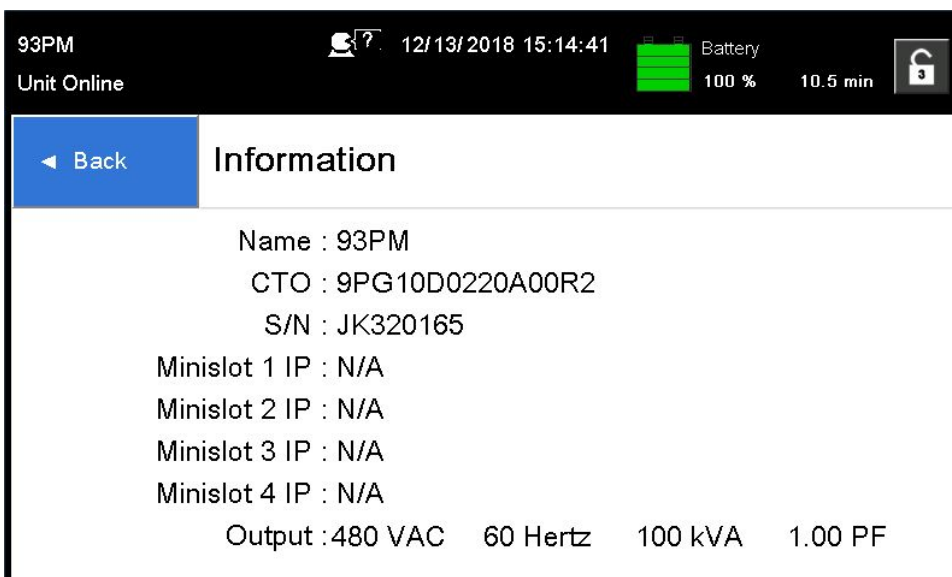 93PM ? 12/13/2018 15:14:41 Battery
Unit Online 100 % 10.5 min 3
◄ Back Information
Name : 93PM
CTO : 9PG10D0220A00R2
S/N : JK320165
Minislot 1 IP : N/A
Minislot 2 IP : N/A
Minislot 3 IP : N/A
Minislot 4 IP : N/A
Output : 480 VAC 60 Hertz 100 kVA 1.00 PF